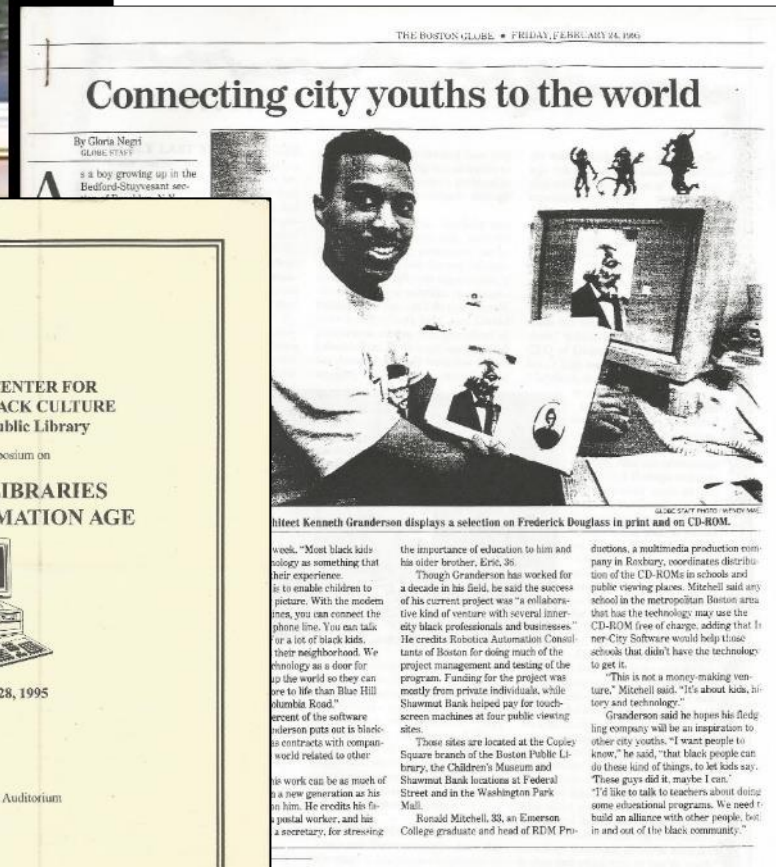 THE BOSTON GLOBE • FRIDAY, FEBRUARY 24, 1995
Connecting city youths to the world
By Gloria Negri
GLOBE STAFF
As a boy growing up in the
Bedford-Stuyvesant sec-
GLOBE STAFF PHOTO / WENDY
hitect Kenneth Granderson displays a selection on Frederick Douglass in print and on CD-ROM.
week. "Most black kids
nology as something that
heir experience.
is to enable children to
picture. With the modem
ines, you can connect the
phone line. You can talk
or a lot of black kids,
their neighborhood. We
hnology as a door for
up the world so they can
ore to life than Blue Hill
olumbia Road."
ercent of the software
nderson puts out is black-
as contracts with compan-
world related to other
his work can be as much of
a new generation as his
on him. He credits his fa-
a postal worker, and his
a secretary, for stressing
the importance of education to him and
his older brother, Eric, 36.
Though Granderson has worked for
a decade in his field, he said the success
of his current project was "a collabora-
tive kind of venture with several inner-
city black professionals and businesses."
He credits Robotica Automation Consul-
tants of Boston for doing much of the
project management and testing of the
program. Funding for the project was
mostly from private individuals, while
Shawmut Bank helped pay for touch-
screen machines at four public viewing
sites.
Those sites are located at the Copley
Square branch of the Boston Public Li-
brary, the Children's Museum and
Shawmut Bank locations at Federal
Street and in the Washington Park
Mall.
Ronald Mitchell, 33, an Emerson
College graduate and head of RDM Pro-
ductions, a multimedia production com-
pany in Roxbury, coordinates distribu-
tion of the CD-ROMs in schools and
public viewing places. Mitchell said any
school in the metropolitan Boston area
that has the technology may use the
CD-ROM free of charge, adding that In
ner-City Software would help those
schools that didn't have the technology
to get it.
"This is not a money-making ven-
ture," Mitchell said. "It's about kids, hi
tory and technology."
Granderson said he hopes his fledg
ling company will be an inspiration to
other city youths. "I want people to
know," he said, "that black people can
do these kind of things, to let kids say,
'These guys did it, maybe I can.'
"I'd like to talk to teachers about doing
some educational programs. We need t
build an alliance with other people, bot
in and out of the black community."
ENTER FOR
ACK CULTURE
ublic Library
posium on
IBRARIES
MATION AGE
28, 1995
Auditorium